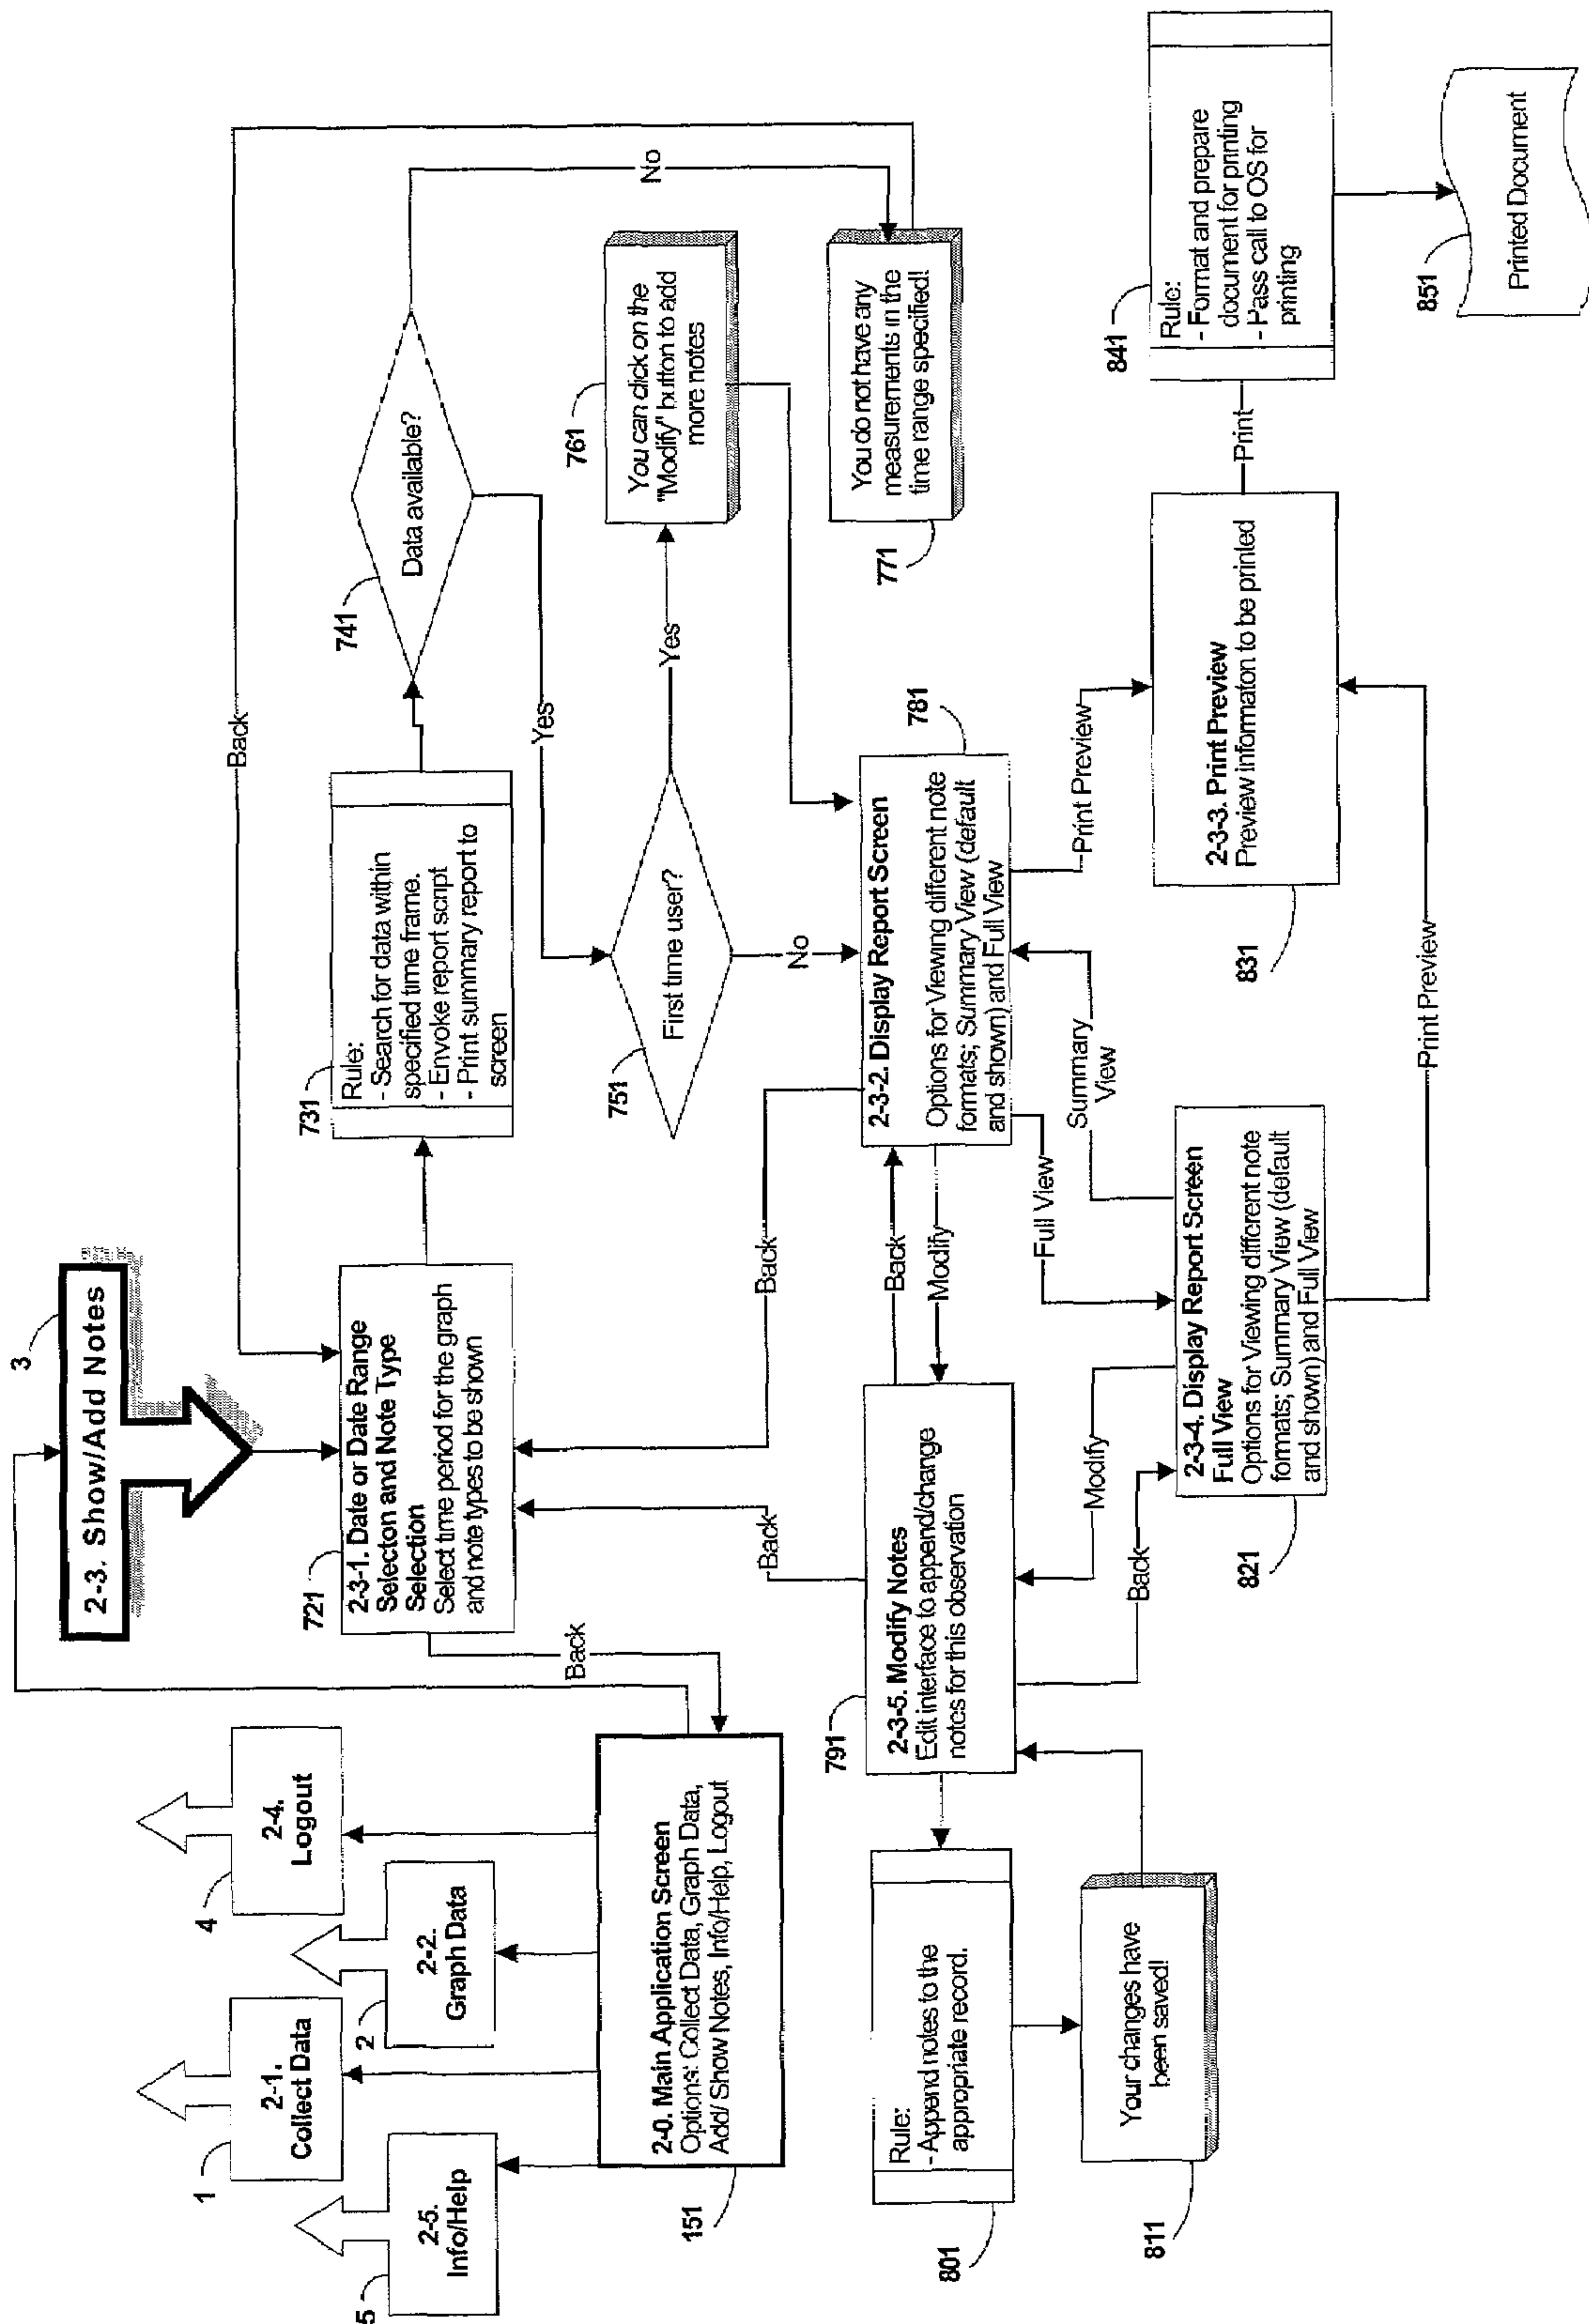 3
2-3. Show/Add Notes
4
2-4.
Logout
1
2-1.
Collect Data
2
2-2.
Graph Data
5
2-5.
Info/Help
2-0. Main Application Screen
Options: Collect Data, Graph Data,
Add/ Show Notes, Info/Help, Logout
151
Back
721
2-3-1. Date or Date Range
Selecton and Note Type
Selection
Select time period for the graph
and note types to be shown
Back
731
Rule:
- Search for data within
specified time frame.
- Envoke report script
- Print summary report to
screen
741
Data available?
No
Yes
751
First time user?
Yes
No
761
You can click on the
"Modify" button to add
more notes
771
You do not have any
measurements in the
time range specified!
Back
Back
781
2-3-2. Display Report Screen
Options for Viewing different note
formats; Summary View (default
and shown) and Full View
Back
Modify
791
2-3-5. Modify Notes
Edit interface to append/change
notes for this observation
801
Rule:
- Append notes to the
appropriate record.
811
Your changes have
been saved!
Full View
Summary
View
Modify
Back
821
2-3-4. Display Report Screen
Full View
Options for Viewing different note
formats; Summary View (default
and shown) and Full View
Print Preview
Print Preview
831
2-3-3. Print Preview
Preview informaton to be printed
Print
841
Rule:
- Format and prepare
document for printing
- Pass call to OS for
printing
851
Printed Document